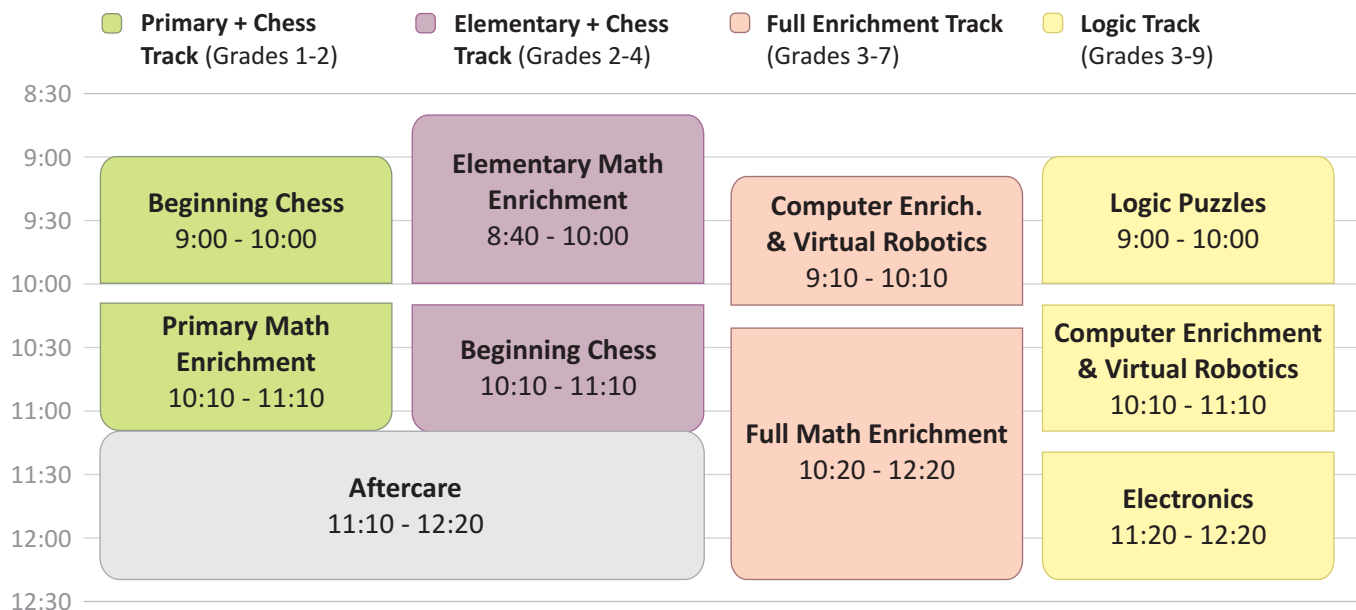 Primary + Chess
Track (Grades 1-2)
Elementary + Chess
Track (Grades 2-4)
Full Enrichment Track
(Grades 3-7)
Logic Track
(Grades 3-9)
8:30
9:00
9:30
10:00
10:30
11:00
11:30
12:00
12:30
Beginning Chess
9:00 - 10:00
Primary Math
Enrichment
10:10 - 11:10
Elementary Math
Enrichment
8:40 - 10:00
Beginning Chess
10:10 - 11:10
Aftercare
11:10 - 12:20
Computer Enrich.
& Virtual Robotics
9:10 - 10:10
Full Math Enrichment
10:20 - 12:20
Logic Puzzles
9:00 - 10:00
Computer Enrichment
& Virtual Robotics
10:10 - 11:10
Electronics
11:20 - 12:20